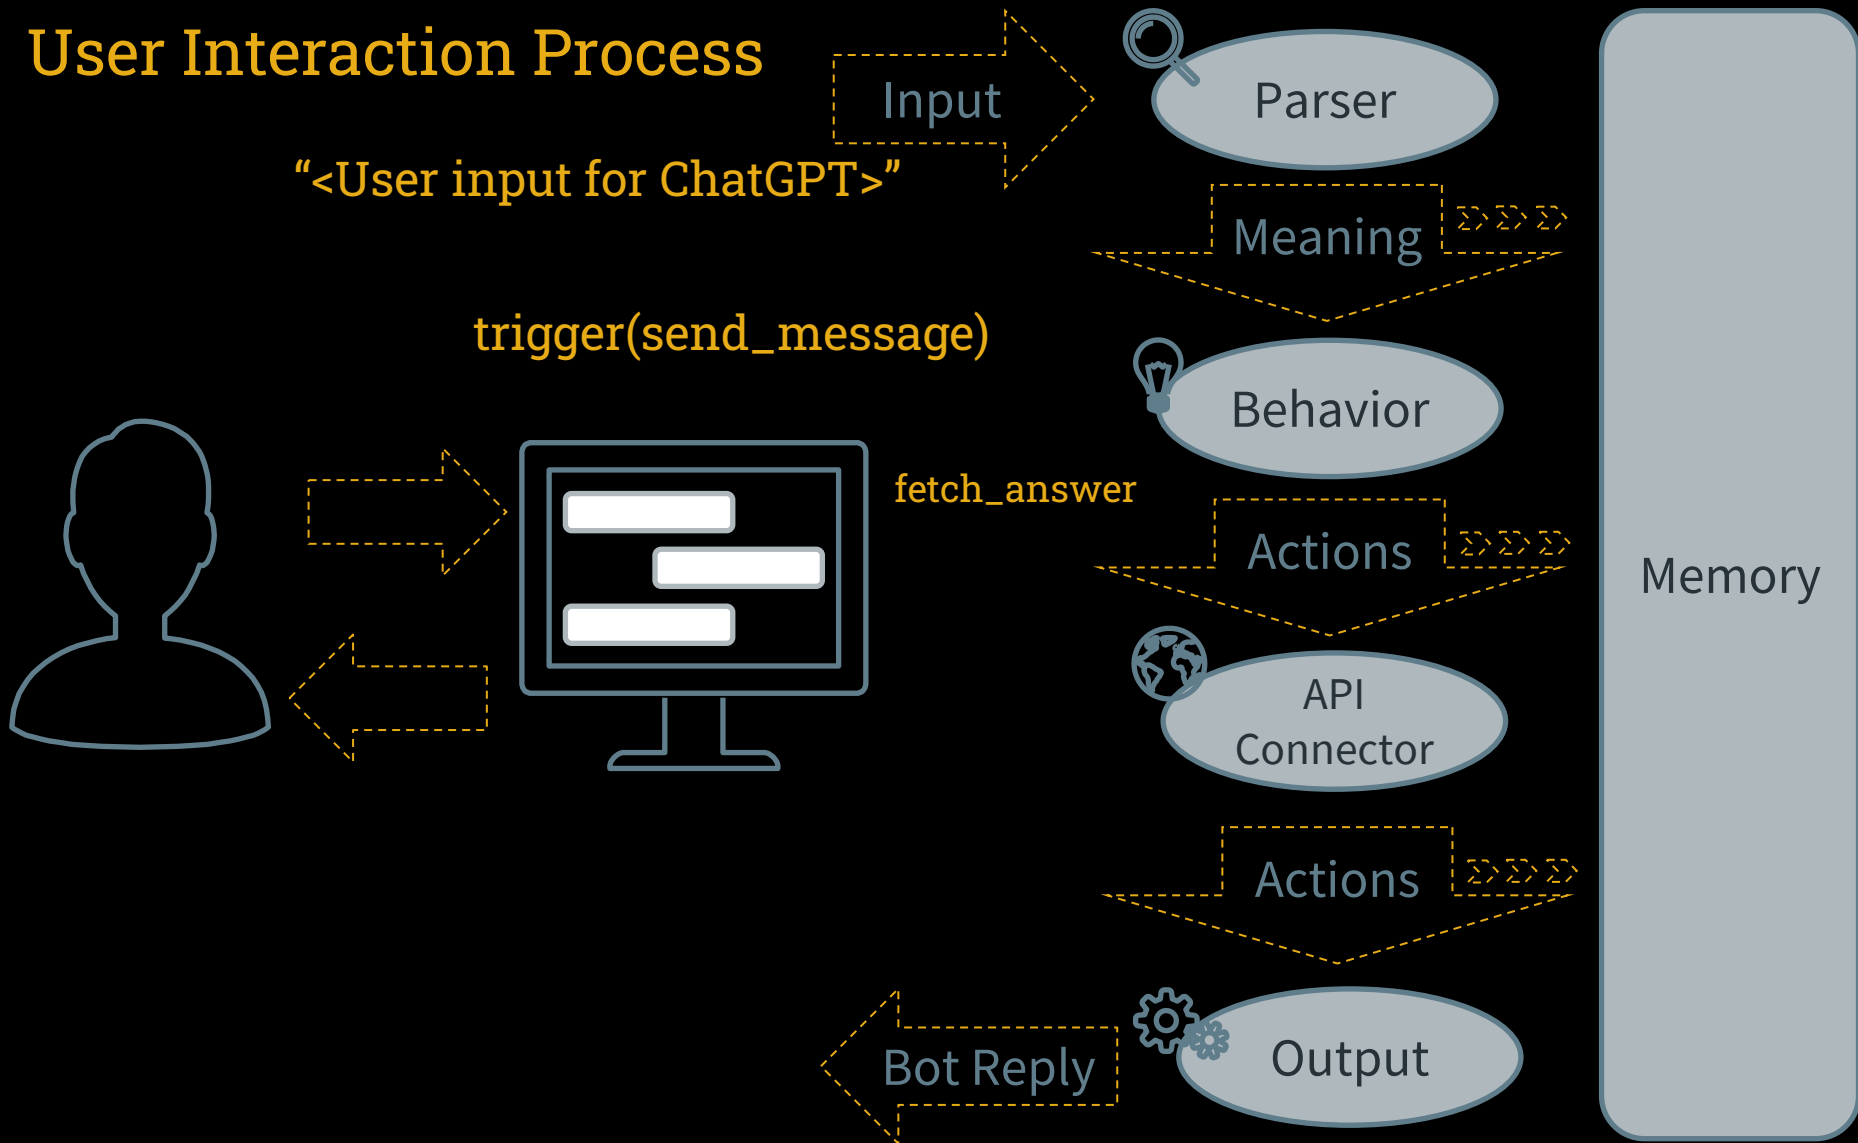 User Interaction Process
Input
Parser
“<User input for ChatGPT>”
Meaning
trigger(send_message)
Behavior
fetch_answer
Actions
Memory
API
Connector
Actions
Bot Reply
Output